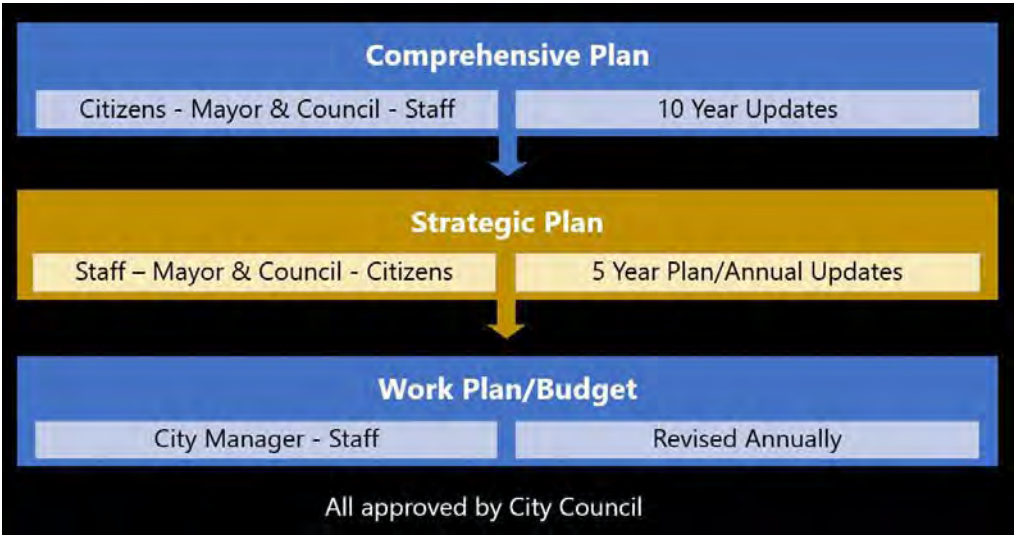 Comprehensive Plan
Citizens - Mayor & Council - Staff
10 Year Updates
Strategic Plan
Staff – Mayor & Council - Citizens
5 Year Plan/Annual Updates
Work Plan/Budget
City Manager - Staff
Revised Annually
All approved by City Council